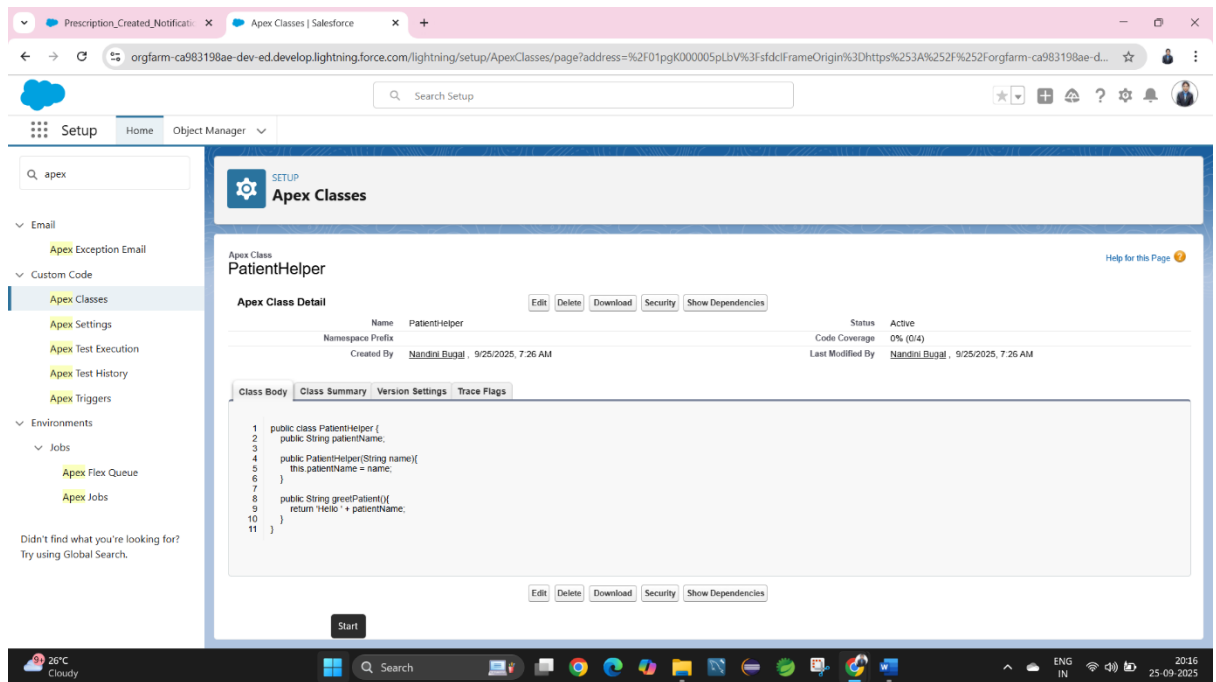 Prescription_Created_Notificatic
Apex Classes | Salesforce
orgfarm-ca983198ae-dev-ed.develop.lightning.force.com/lightning/setup/ApexClasses/page?address=%2F01pgK000005pLbV%3FsfdcIFrameOrigin%3Dhttps%253A%252F%252Forgfarm-ca983198ae-d...
Search Setup
Setup Home Object Manager
apex
Email
Apex Exception Email
Custom Code
Apex Classes
Apex Settings
Apex Test Execution
Apex Test History
Apex Triggers
Environments
Jobs
Apex Flex Queue
Apex Jobs
Didn't find what you're looking for?
Try using Global Search.
SETUP
Apex Classes
Apex Class
PatientHelper
Help for this Page
Apex Class Detail
Edit Delete Download Security Show Dependencies
Name PatientHelper Status Active
Namespace Prefix Code Coverage 0% (0/4)
Created By Nandini Bugal , 9/25/2025, 7:26 AM Last Modified By Nandini Bugal , 9/25/2025, 7:26 AM
Class Body Class Summary Version Settings Trace Flags
1 public class PatientHelper {
2 public String patientName;
3
4 public PatientHelper(String name){
5 this.patientName = name;
6 }
7
8 public String greetPatient(){
9 return 'Hello ' + patientName;
10 }
11 }
Edit Delete Download Security Show Dependencies
Start
9+ 26°C
Cloudy
Search
ENG
IN
20:16
25-09-2025